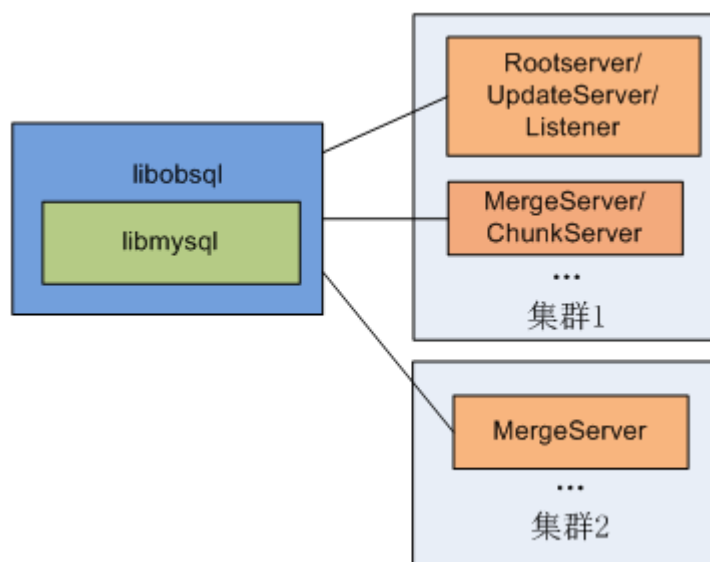 libobsql
libmysql
Rootserver/
UpdateServer/
Listener
MergeServer/
ChunkServer
...
集群1
MergeServer
...
集群2